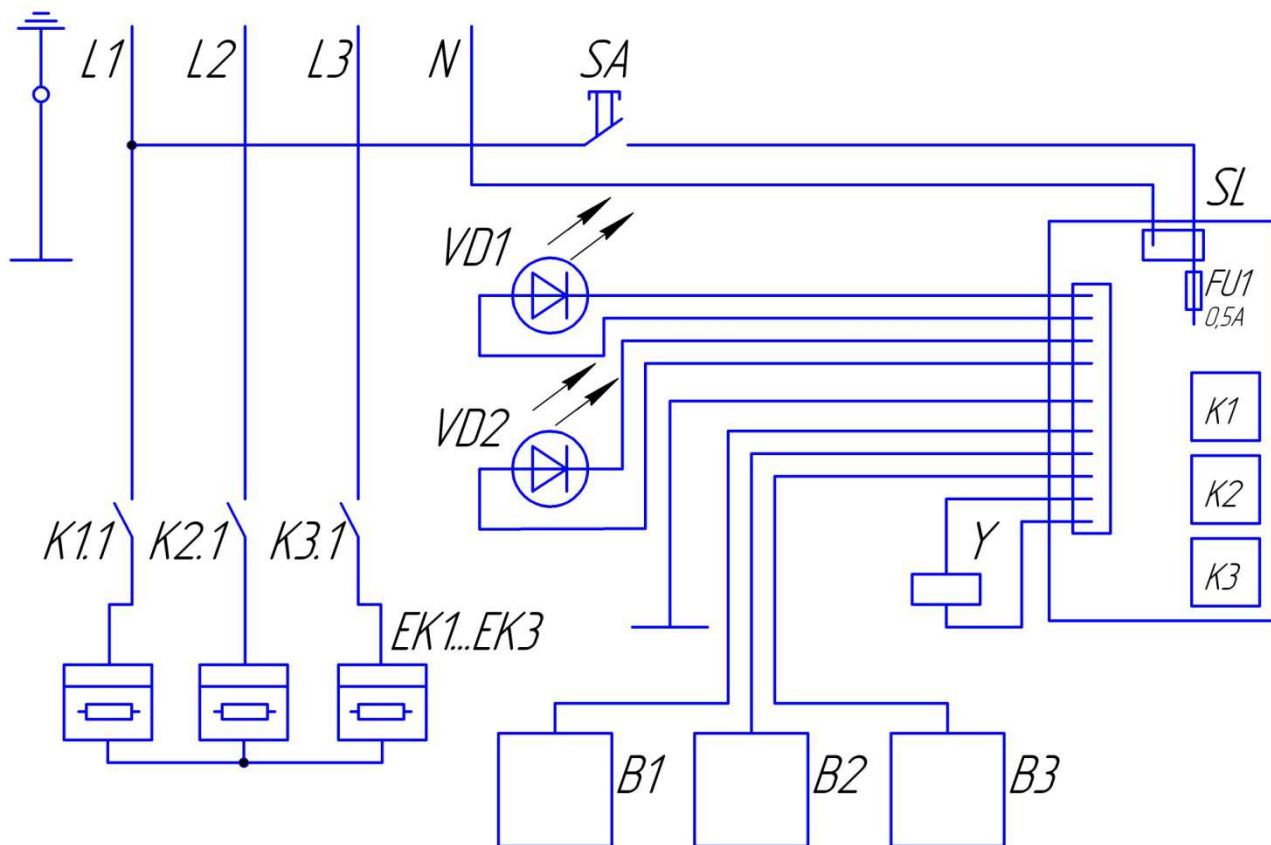 L1 L2 L3 N SA
SL
VD1
FU1
0,5A
VD2
K1
K1.1 K2.1 K3.1
K2
Y
K3
EK1...EK3
B1 B2 B3